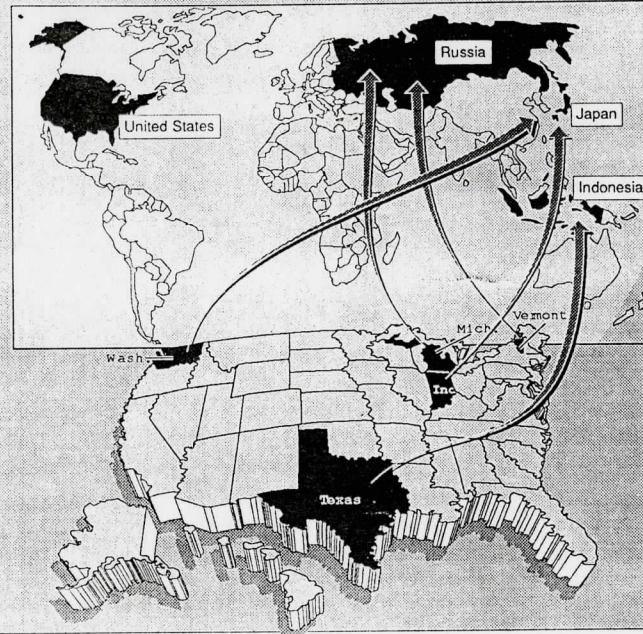 Russia
United States
Japan
Indonesia
Mich.
Vermont
Wash.
Ind
Texas